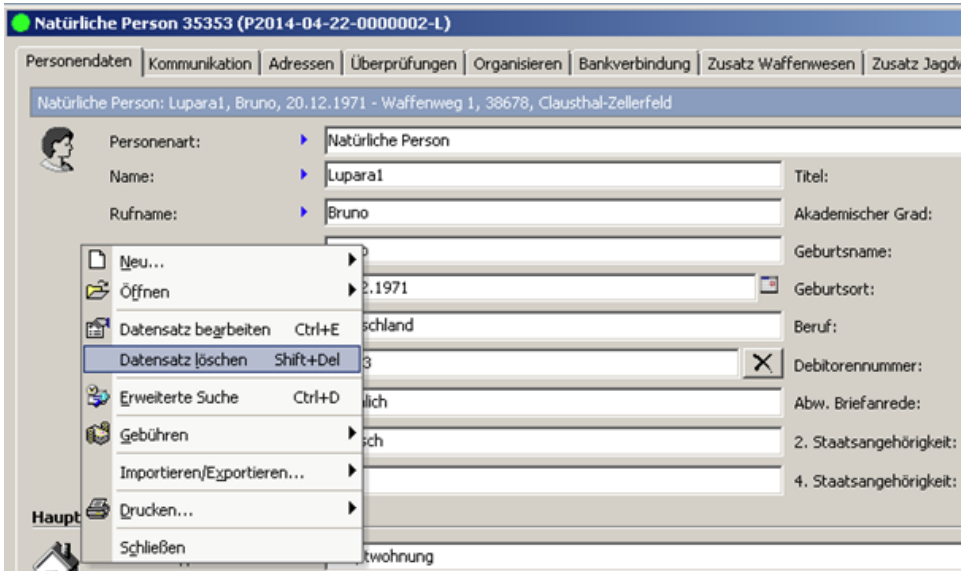 Natürliche Person 35353 (P2014-04-22-0000002-L)
Personendaten Kommunikation Adressen Überprüfungen Organisieren Bankverbindung Zusatz Waffenwesen Zusatz Jagdw
Natürliche Person: Lupara1, Bruno, 20.12.1971 - Waffenweg 1, 38678, Clausthal-Zellerfeld
Personenart: Natürliche Person
Name: Lupara1 Titel:
Rufname: Bruno Akademischer Grad:
Geburtsname:
Neu...
2.1971 Geburtsort:
Öffnen
schland Beruf:
Datensatz bearbeiten Ctrl+E
Datensatz löschen Shift+Del
3 Debitorennummer:
Erweiterte Suche Ctrl+D
lich Abw. Briefanrede:
Gebühren
sch 2. Staatsangehörigkeit:
Importieren/Exportieren...
4. Staatsangehörigkeit:
Drucken...
Haupt
Schließen
twohnung